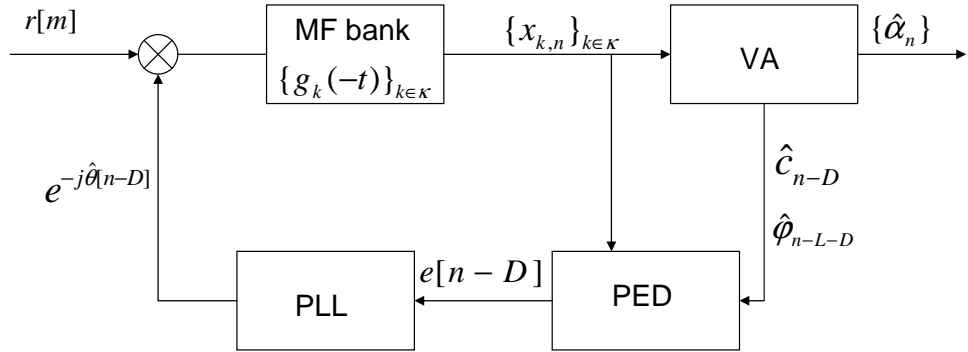 r[m]
MF bank
{g_k(-t)}_{k∈κ}
{x_{k,n}}_{k∈κ}
VA
{α̂_n}
e^{-jθ̂[n-D]}
ĉ_{n-D}
φ̂_{n-L-D}
PLL
e[n-D]
PED